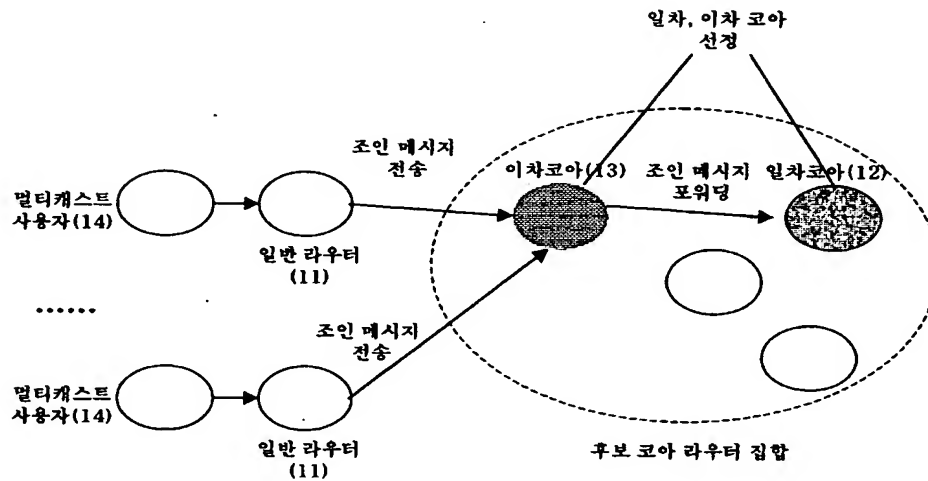 일차, 이차 코아
선정
조인 메시지
전송
이차코아(13)
조인 메시지
포워딩
일차코아(12)
멀티캐스트
사용자(14)
일반 라우터
(11)
......
조인 메시지
전송
멀티캐스트
사용자(14)
일반 라우터
(11)
후보 코아 라우터 집합